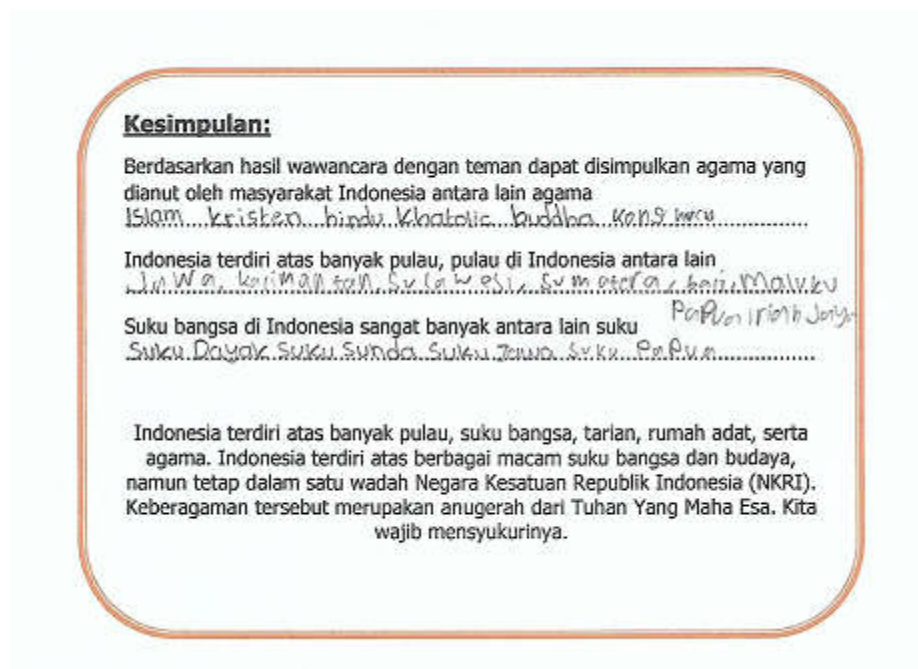 Kesimpulan:
Berdasarkan hasil wawancara dengan teman dapat disimpulkan agama yang
dianut oleh masyarakat Indonesia antara lain agama
Islam kristen hindu khatolic buddha kong hucu
Indonesia terdiri atas banyak pulau, pulau di Indonesia antara lain
Jawa, kalimantan, Sulawesi, Sumatera, bali, Maluku
Papua irian Jaya
Suku bangsa di Indonesia sangat banyak antara lain suku
Suku Dayak Suku Sunda Suku Jawa Suku Papua
Indonesia terdiri atas banyak pulau, suku bangsa, tarian, rumah adat, serta
agama. Indonesia terdiri atas berbagai macam suku bangsa dan budaya,
namun tetap dalam satu wadah Negara Kesatuan Republik Indonesia (NKRI).
Keberagaman tersebut merupakan anugerah dari Tuhan Yang Maha Esa. Kita
wajib mensyukurinya.